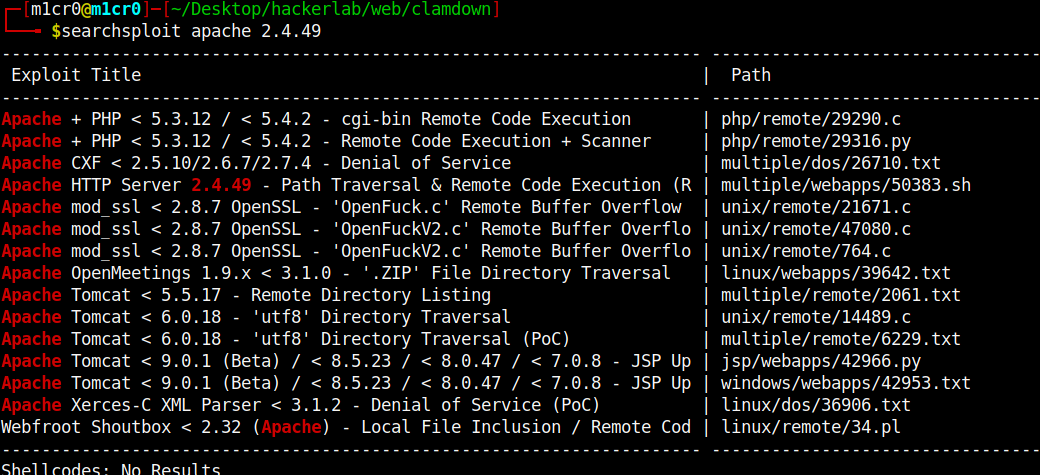 [m1cr0@m1cr0]-[~/Desktop/hackerlab/web/clamdown]
$searchsploit apache 2.4.49
Exploit Title | Path
Apache + PHP < 5.3.12 / < 5.4.2 - cgi-bin Remote Code Execution | php/remote/29290.c
Apache + PHP < 5.3.12 / < 5.4.2 - Remote Code Execution + Scanner | php/remote/29316.py
Apache CXF < 2.5.10/2.6.7/2.7.4 - Denial of Service | multiple/dos/26710.txt
Apache HTTP Server 2.4.49 - Path Traversal & Remote Code Execution (R | multiple/webapps/50383.sh
Apache mod_ssl < 2.8.7 OpenSSL - 'OpenFuck.c' Remote Buffer Overflow | unix/remote/21671.c
Apache mod_ssl < 2.8.7 OpenSSL - 'OpenFuckV2.c' Remote Buffer Overflo | unix/remote/47080.c
Apache mod_ssl < 2.8.7 OpenSSL - 'OpenFuckV2.c' Remote Buffer Overflo | unix/remote/764.c
Apache OpenMeetings 1.9.x < 3.1.0 - '.ZIP' File Directory Traversal | linux/webapps/39642.txt
Apache Tomcat < 5.5.17 - Remote Directory Listing | multiple/remote/2061.txt
Apache Tomcat < 6.0.18 - 'utf8' Directory Traversal | unix/remote/14489.c
Apache Tomcat < 6.0.18 - 'utf8' Directory Traversal (PoC) | multiple/remote/6229.txt
Apache Tomcat < 9.0.1 (Beta) / < 8.5.23 / < 8.0.47 / < 7.0.8 - JSP Up | jsp/webapps/42966.py
Apache Tomcat < 9.0.1 (Beta) / < 8.5.23 / < 8.0.47 / < 7.0.8 - JSP Up | windows/webapps/42953.txt
Apache Xerces-C XML Parser < 3.1.2 - Denial of Service (PoC) | linux/dos/36906.txt
Webfroot Shoutbox < 2.32 (Apache) - Local File Inclusion / Remote Cod | linux/remote/34.pl
Shellcodes: No Results